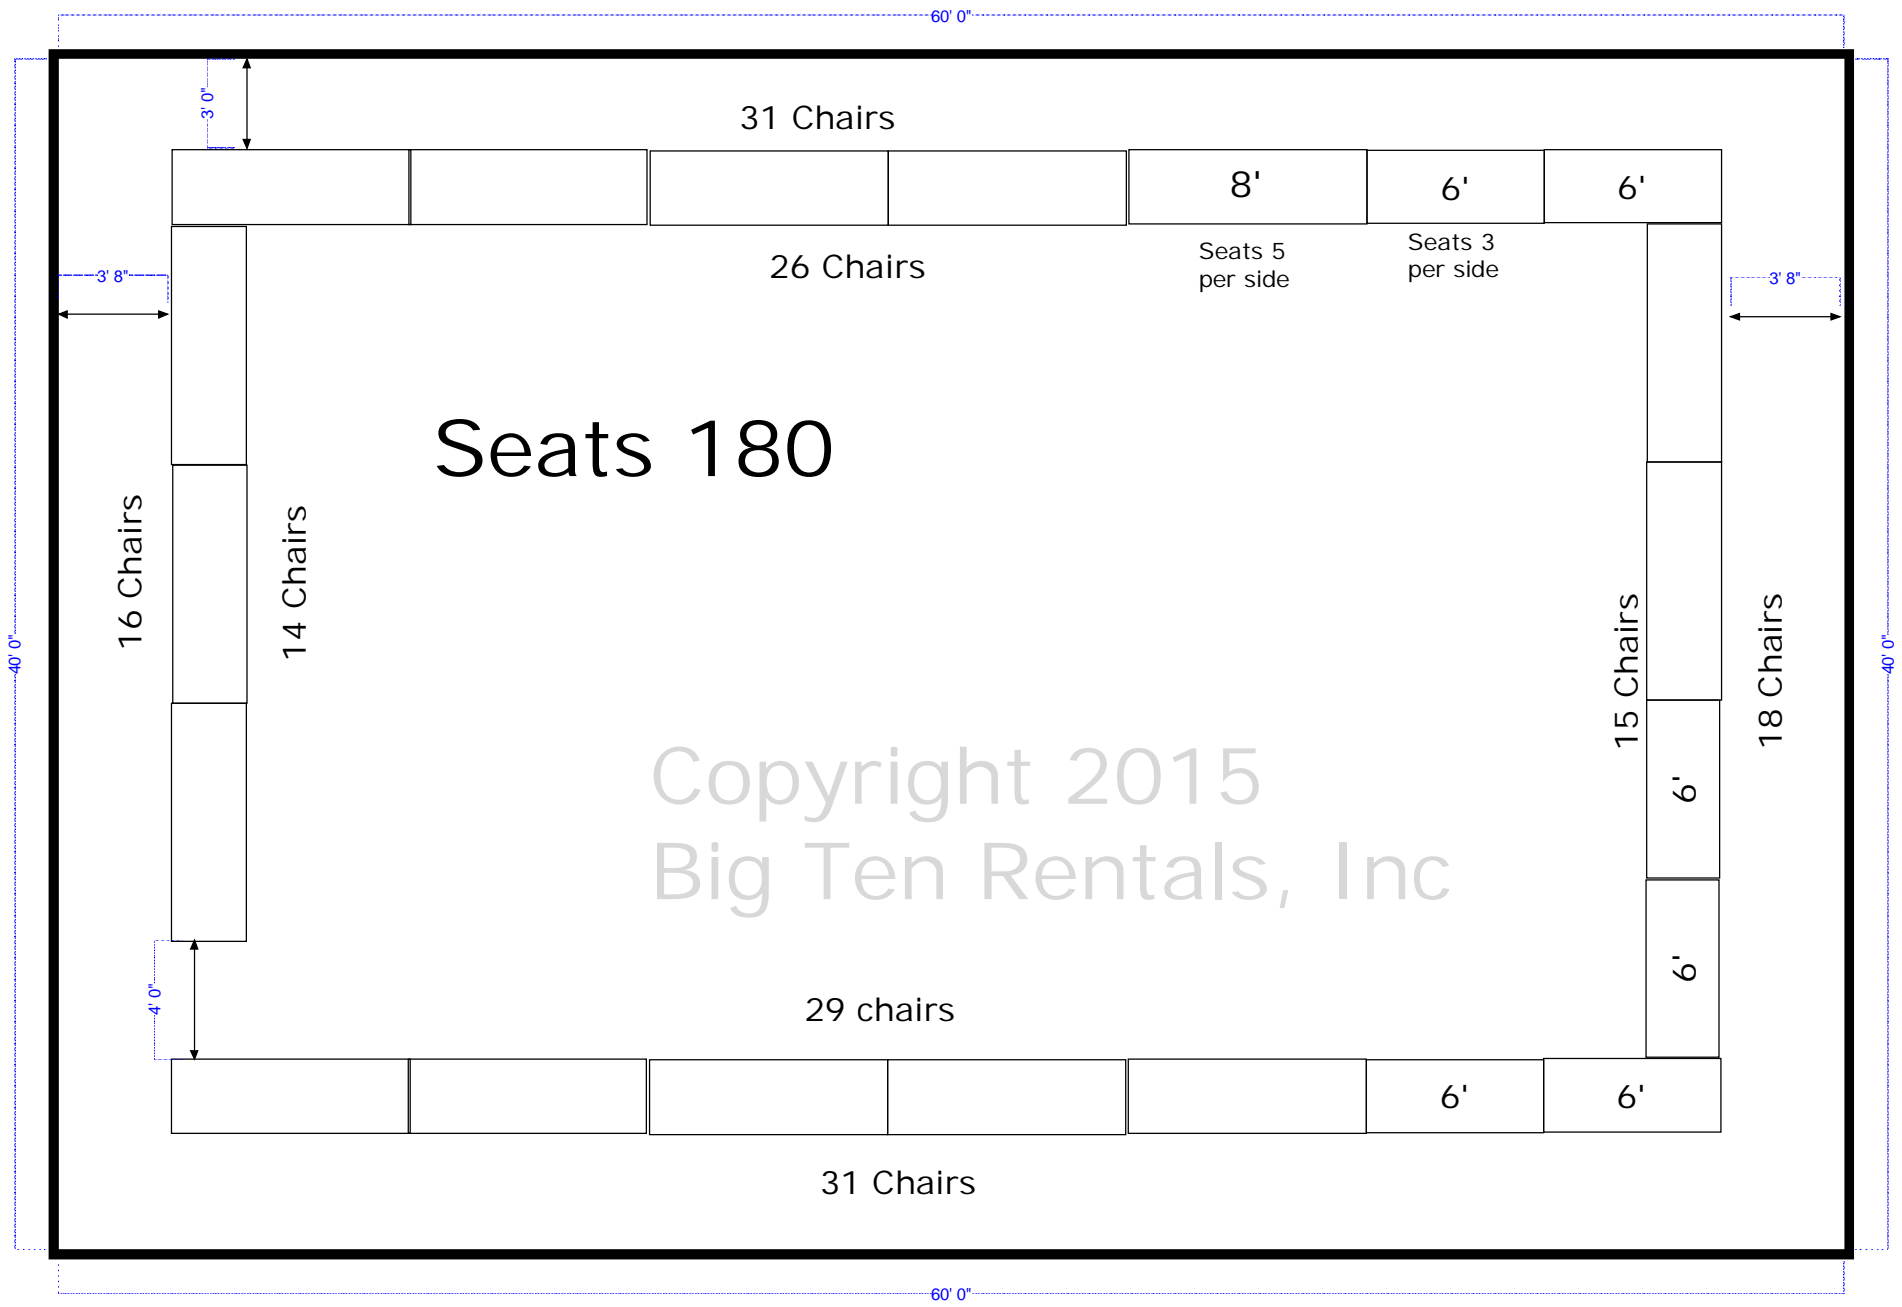 60' 0"
3' 0"
31 Chairs
8'
6'
6'
26 Chairs
Seats 5
per side
Seats 3
per side
3' 8"
3' 8"
Seats 180
16 Chairs
14 Chairs
15 Chairs
18 Chairs
40' 0"
40' 0"
Copyright 2015
Big Ten Rentals, Inc
6'
6'
4' 0"
29 chairs
6'
6'
31 Chairs
60' 0"